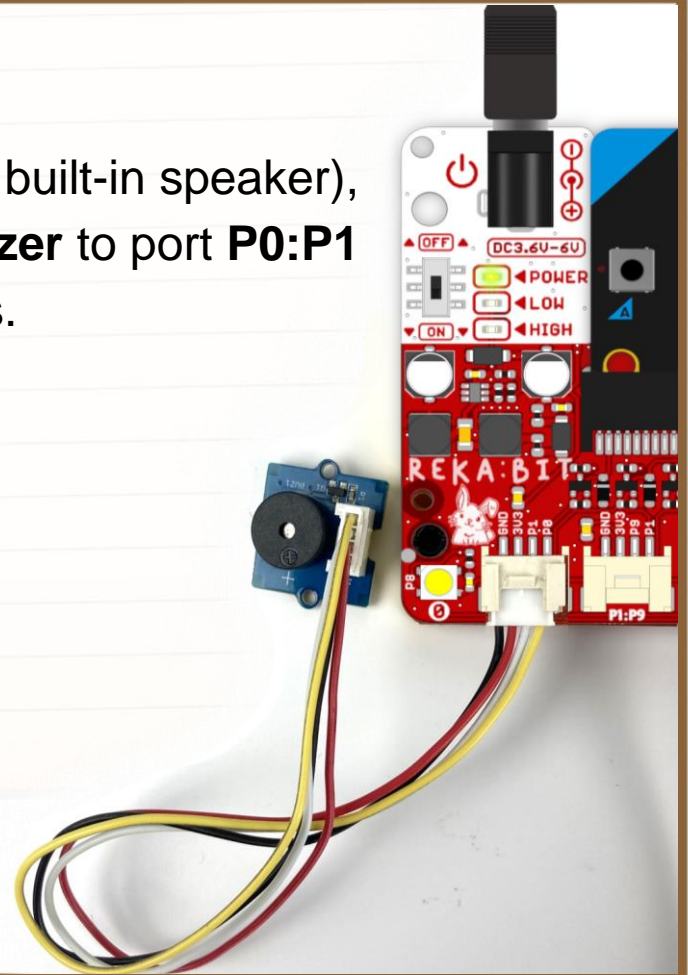 built-in speaker),
zer to port P0:P1
s.
OFF
DC3.6V-6V
POWER
LOW
ON
HIGH
A
REKA:BIT
GND
3V3
P1
P0
GND
3V3
P9
P1
P8
0
P1:P9